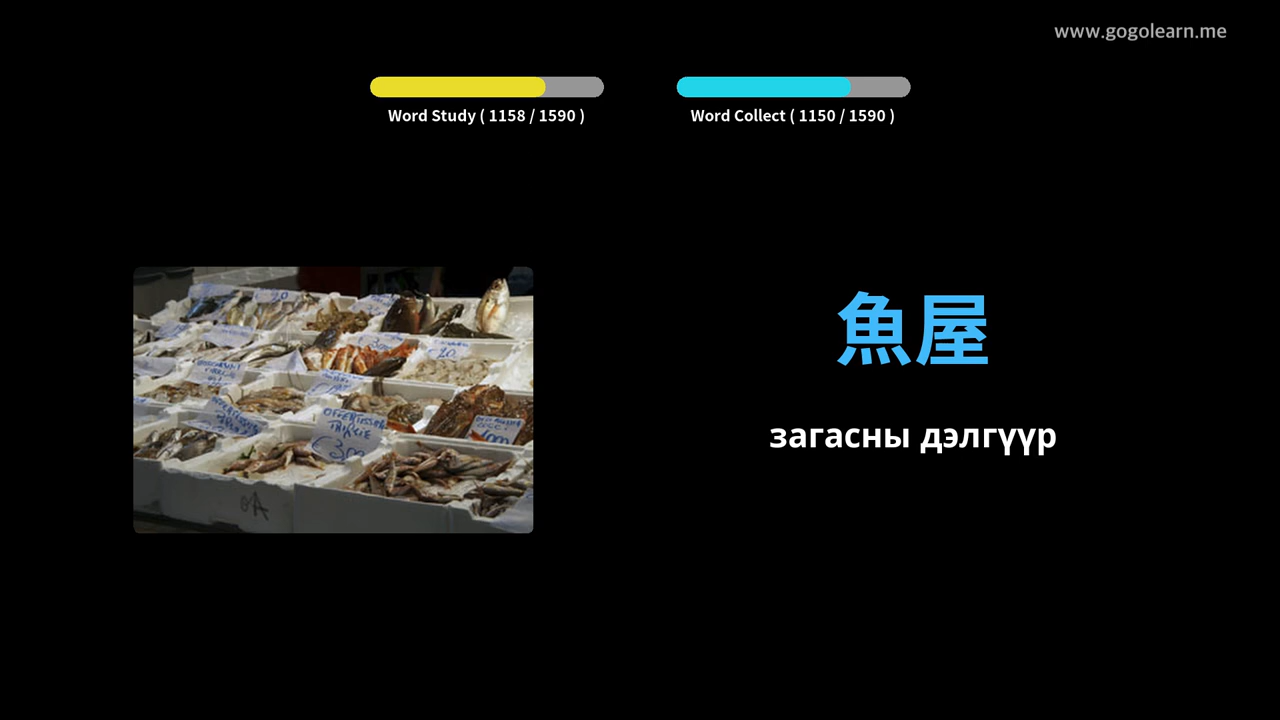 www.gogolearn.me
Word Study ( 1158 / 1590 )
Word Collect ( 1150 / 1590 )
魚屋
загасны дэлгүүр